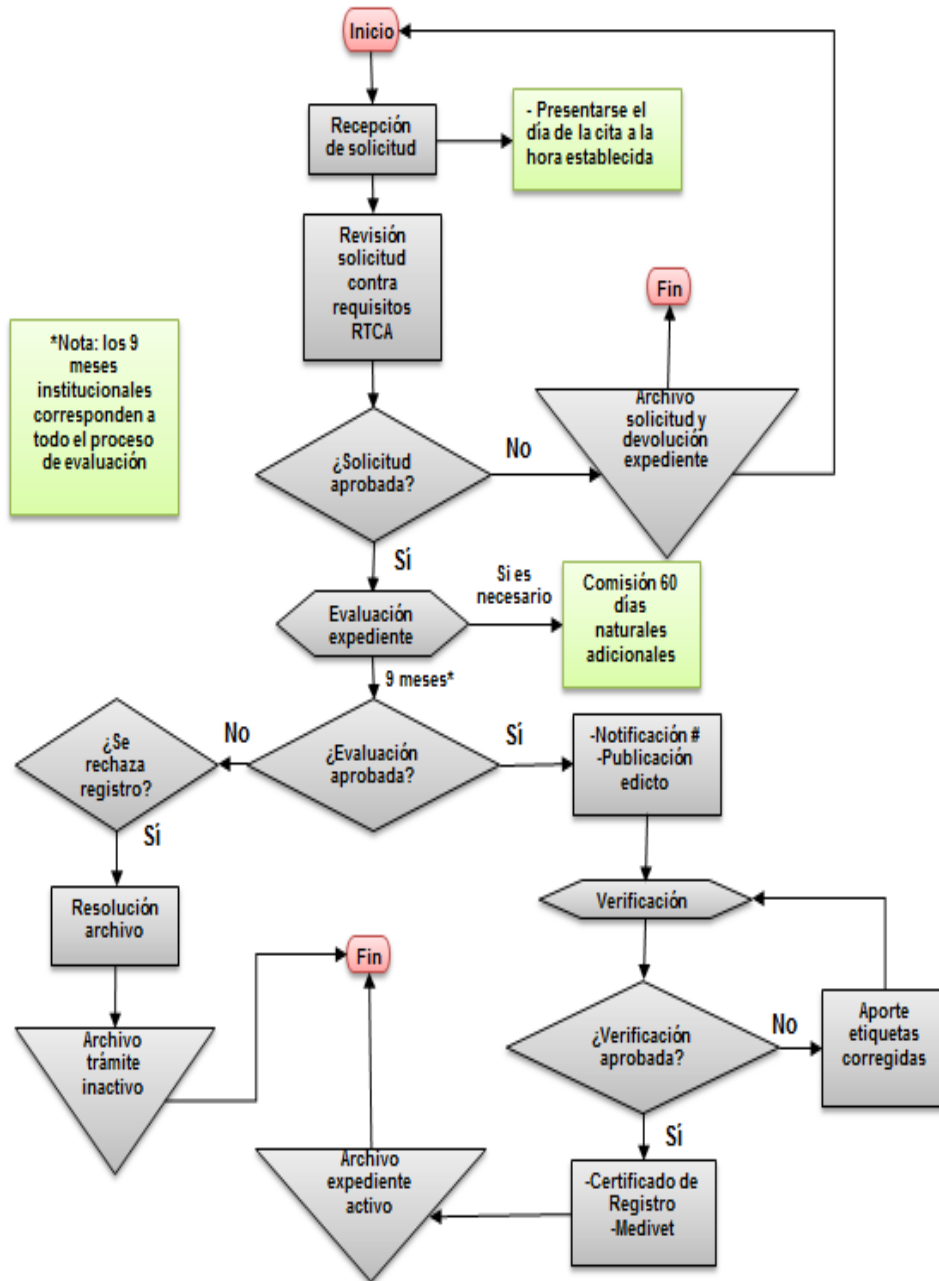 Inicio
Recepción
de solicitud
- Presentarse el
día de la cita a la
hora establecida
Revisión
solicitud
contra
requisitos
RTCA
Fin
*Nota: los 9
meses
institucionales
corresponden a
todo el proceso
de evaluación
Archivo
solicitud y
devolución
expediente
¿Solicitud
aprobada?
No
Sí
Si es
necesario
Evaluación
expediente
Comisión 60
días
naturales
adicionales
9 meses*
¿Se
rechaza
registro?
No
¿Evaluación
aprobada?
Sí
-Notificación #
-Publicación
edicto
Sí
Resolución
archivo
Verificación
Fin
Archivo
trámite
inactivo
¿Verificación
aprobada?
No
Aporte
etiquetas
corregidas
Sí
Archivo
expediente
activo
-Certificado de
Registro
-Medivet